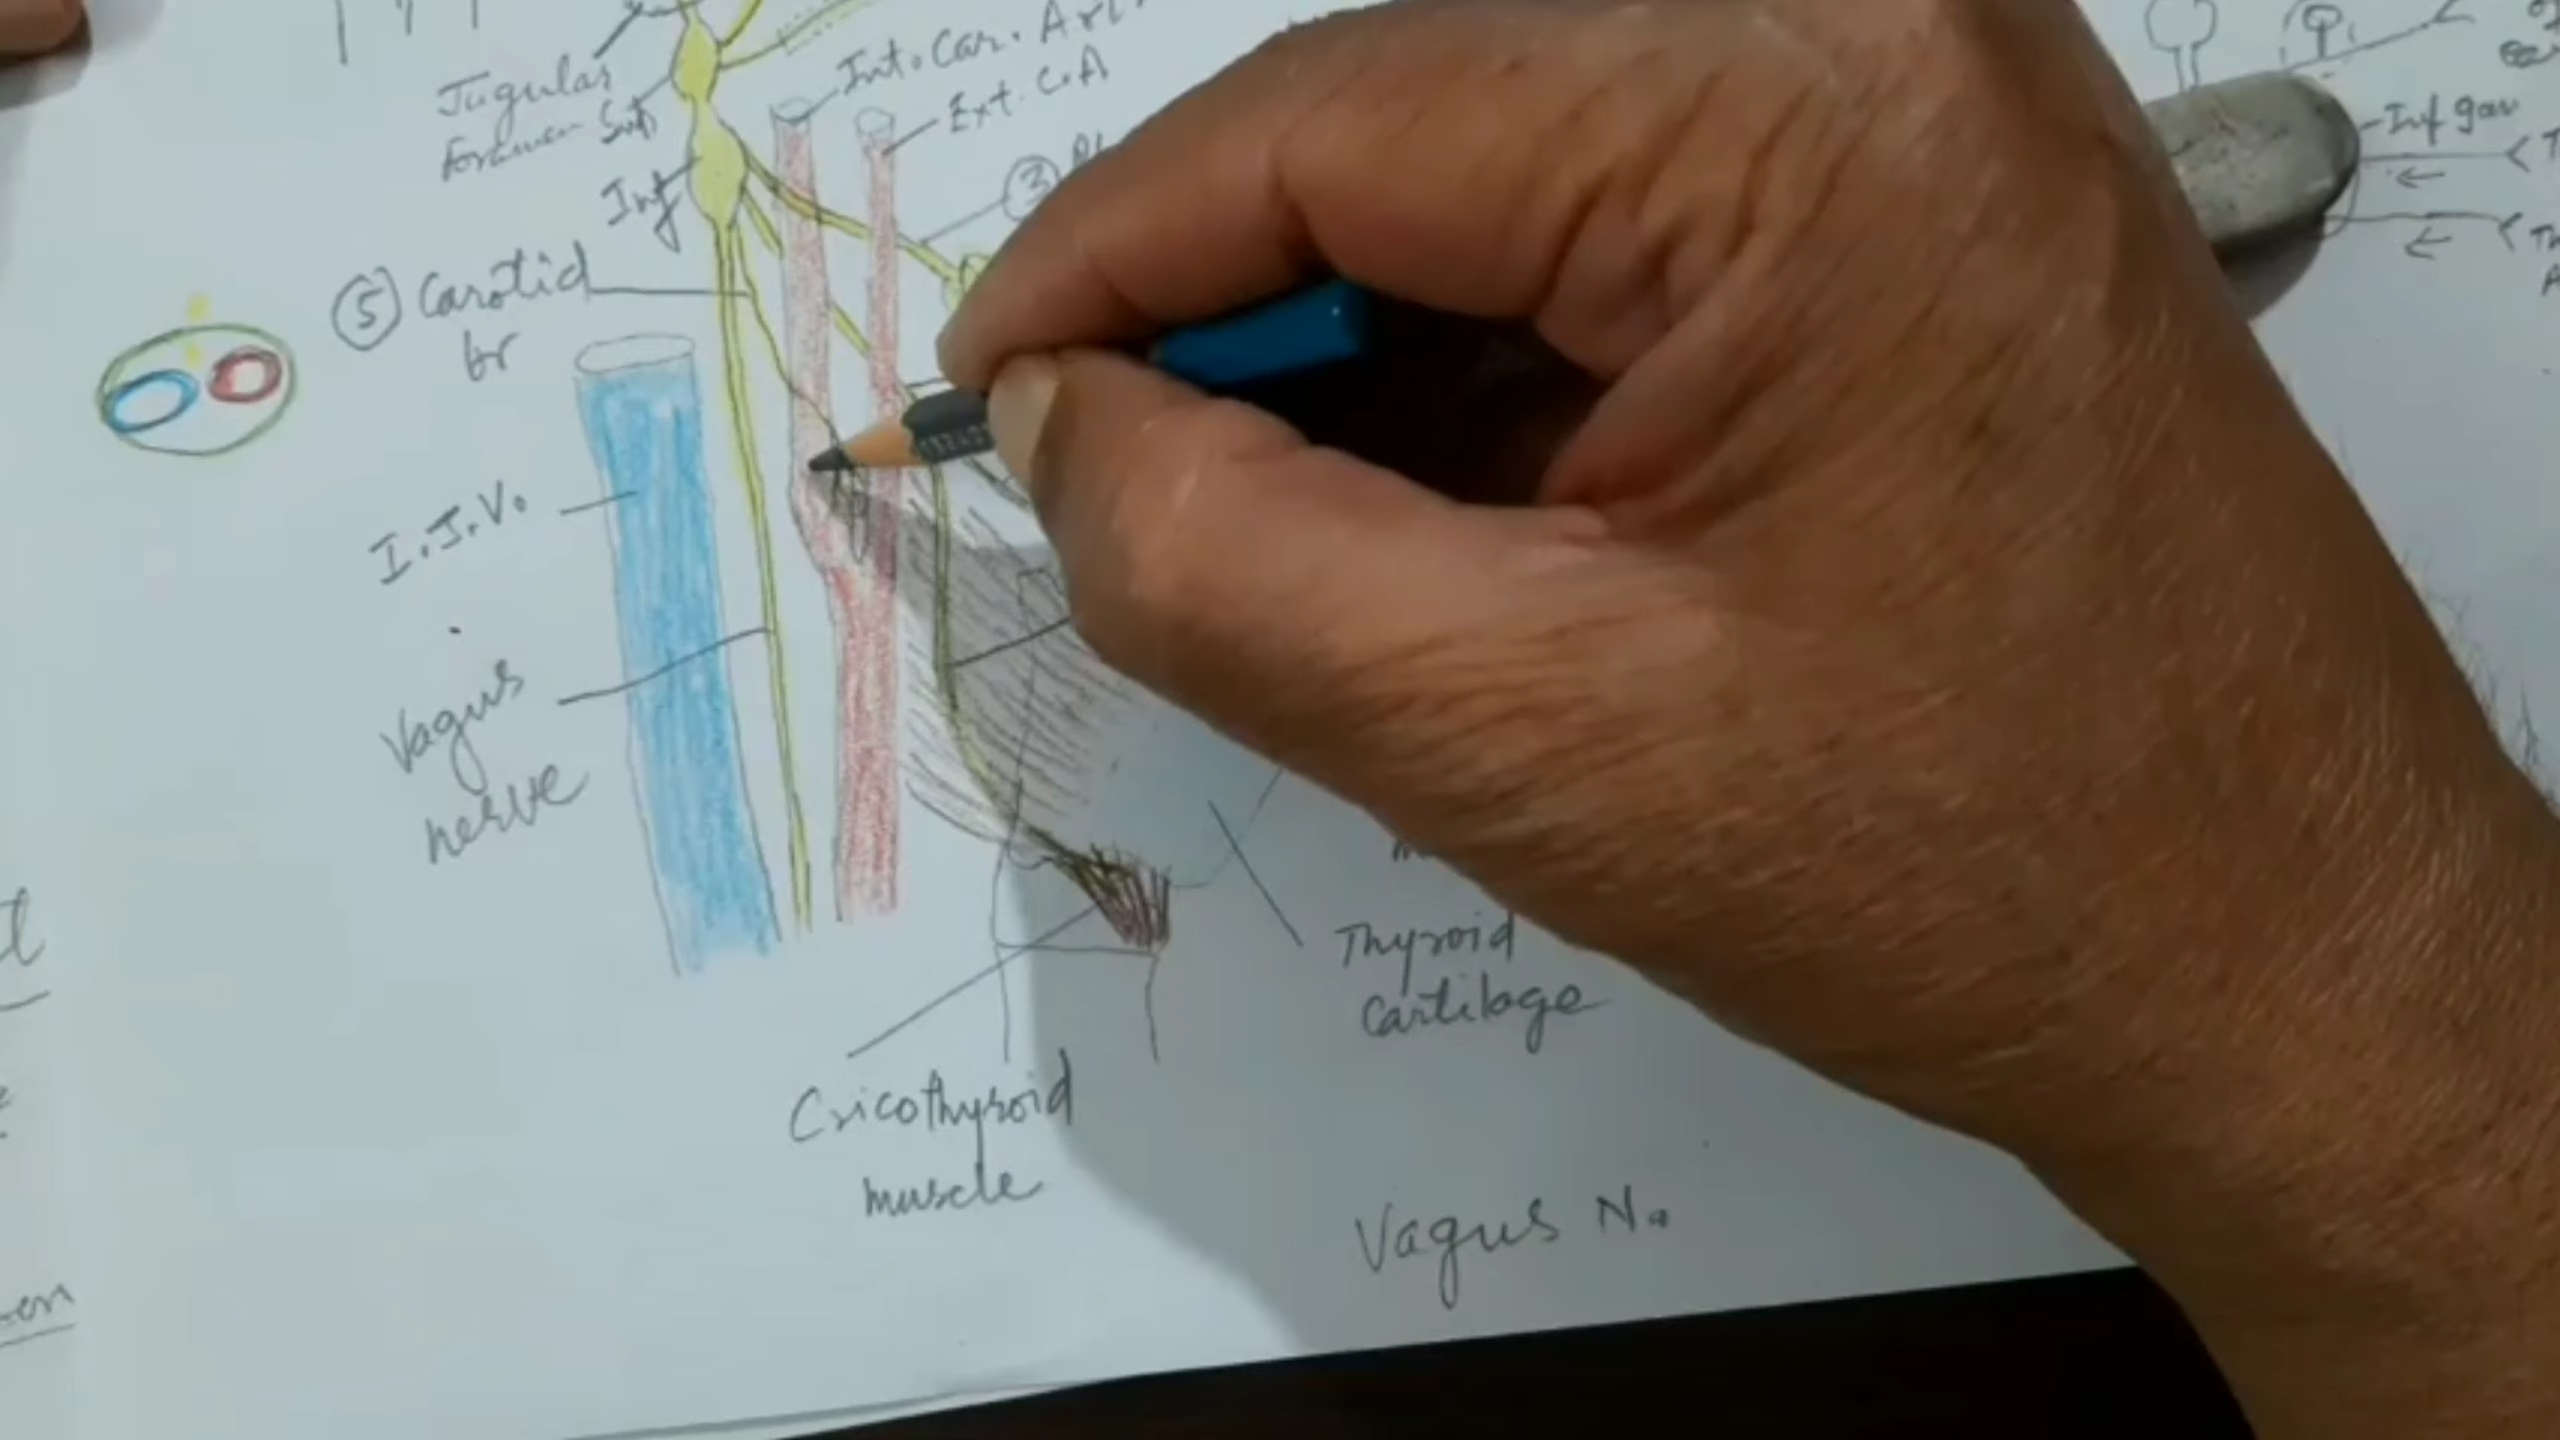 Jugular
Foramen
Sup
Inf
Int. Car. Art
Ext. C.A
③
⑤ Carotid
br
I.J.V.
Vagus
nerve
Inf gan
Thyroid
Cartilage
Cricothyroid
muscle
Vagus N.